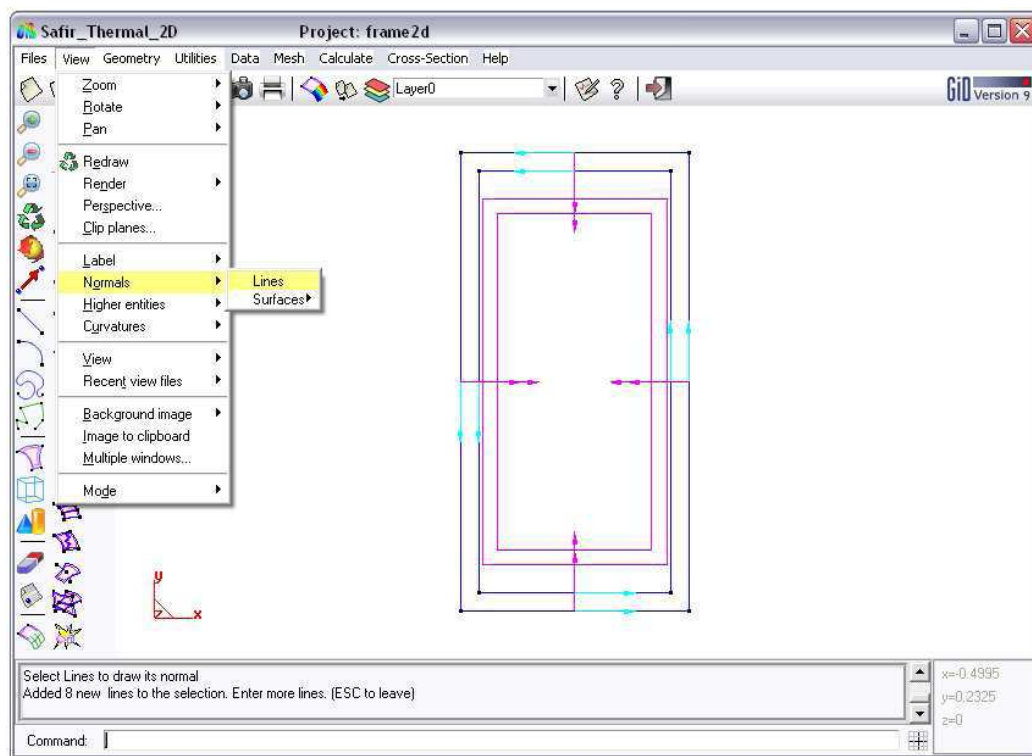 Safir_Thermal_2D Project: frame2d
Files View Geometry Utilities Data Mesh Calculate Cross-Section Help
Layer0
GiD Version 9
Zoom
Rotate
Pan
Redraw
Render
Perspective...
Clip planes...
Label
Normals
Lines
Surfaces
Higher entities
Curvatures
View
Recent view files
Background image
Image to clipboard
Multiple windows...
Mode
y
z x
Select Lines to draw its normal
Added 8 new lines to the selection. Enter more lines. (ESC to leave)
x=-0.4995
y=0.2325
z=0
Command: